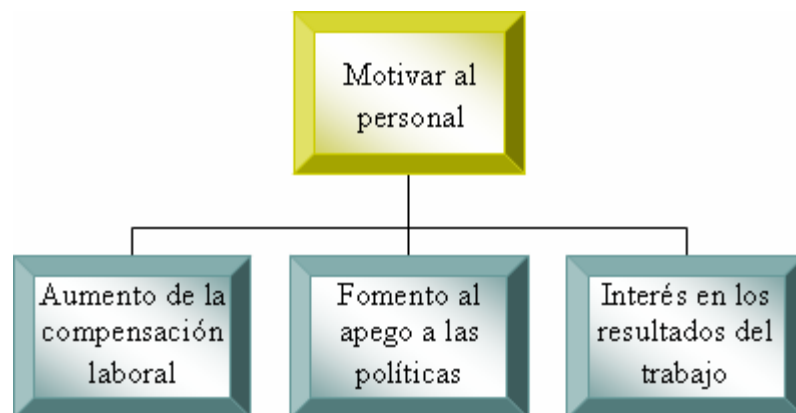 Motivar al
personal
Aumento de la
compensación
laboral
Fomento al
apego a las
políticas
Interés en los
resultados del
trabajo